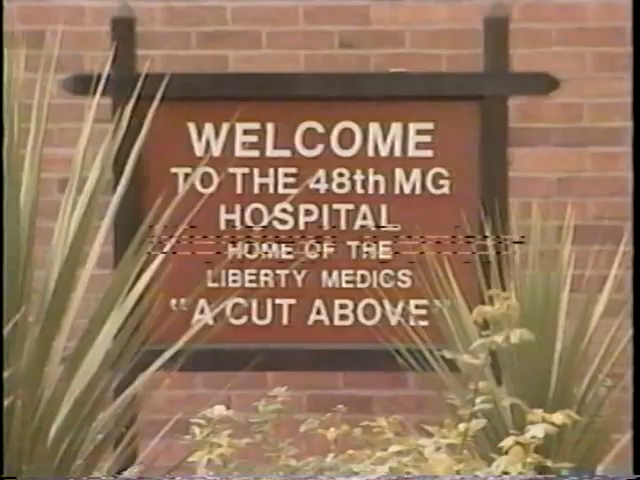 WELCOME
TO THE 48th MG
HOSPITAL
HOME OF THE
LIBERTY MEDICS
"A CUT ABOVE"